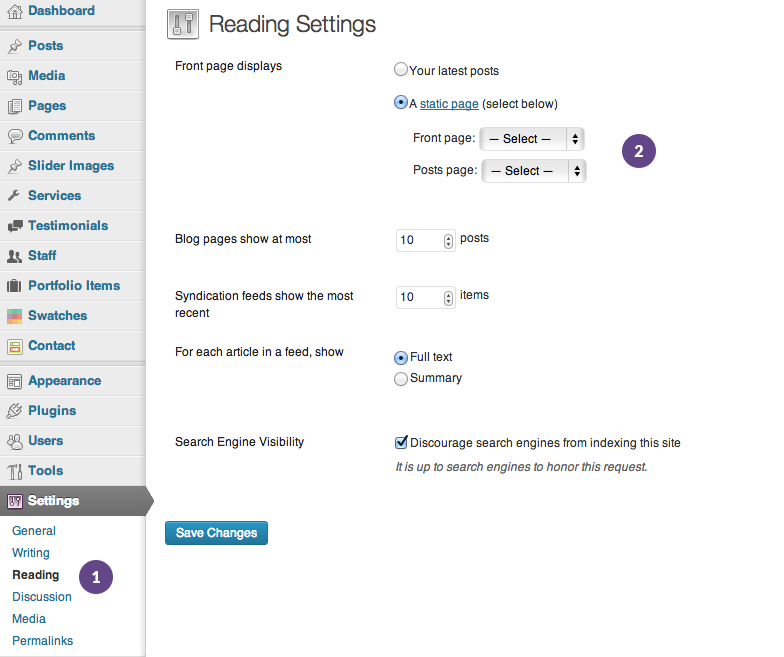 Dashboard
Posts
Media
Pages
Comments
Slider Images
Services
Testimonials
Staff
Portfolio Items
Swatches
Contact
Appearance
Plugins
Users
Tools
Settings
General
Writing
Reading
1
Discussion
Media
Permalinks
Reading Settings
Front page displays
Your latest posts
A static page (select below)
Front page: — Select —
2
Posts page: — Select —
Blog pages show at most 10 posts
Syndication feeds show the most
recent
10 items
For each article in a feed, show
Full text
Summary
Search Engine Visibility
Discourage search engines from indexing this site
It is up to search engines to honor this request.
Save Changes